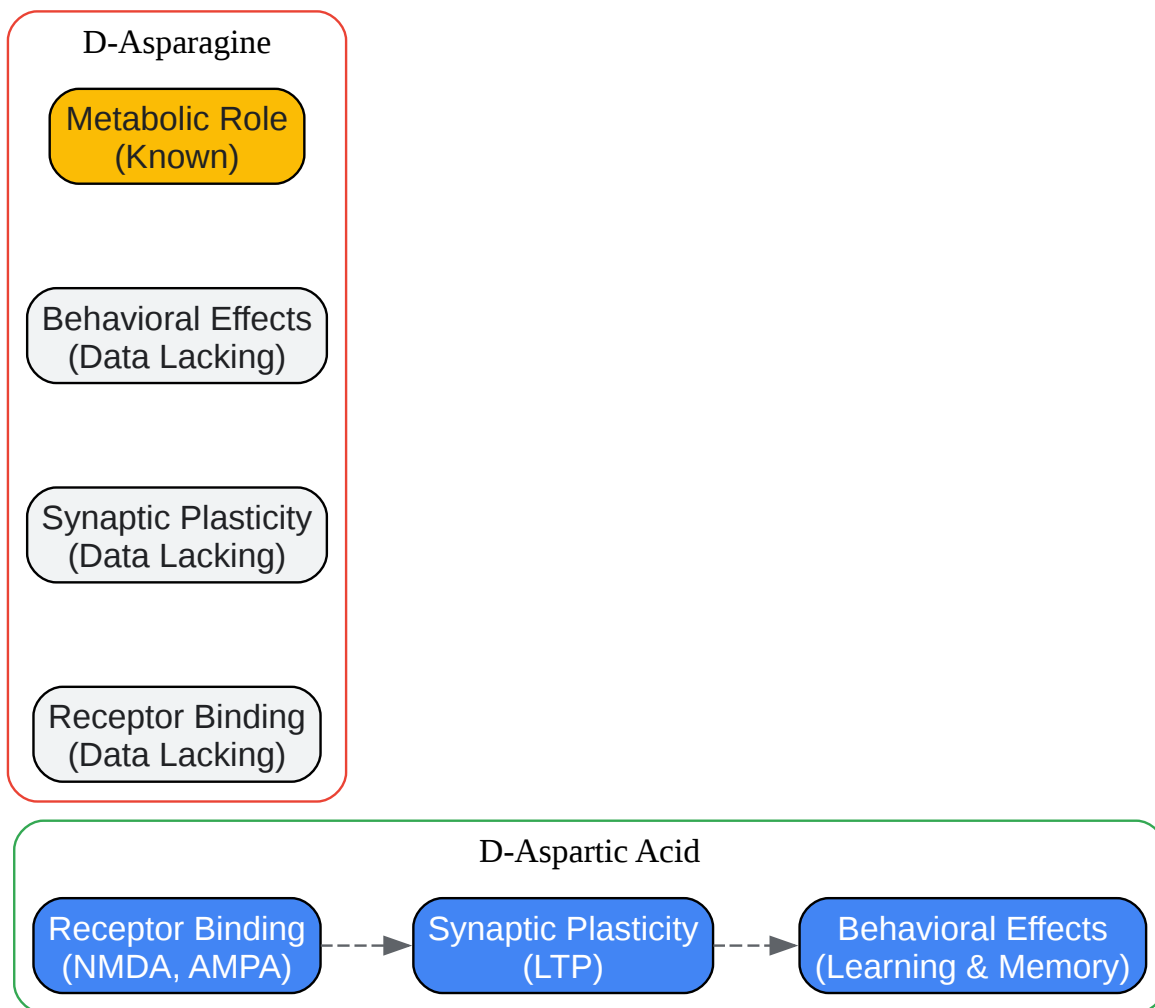 D-Asparagine
Metabolic Role
(Known)
Behavioral Effects
(Data Lacking)
Synaptic Plasticity
(Data Lacking)
Receptor Binding
(Data Lacking)
D-Aspartic Acid
Receptor Binding
(NMDA, AMPA)
Synaptic Plasticity
(LTP)
Behavioral Effects
(Learning & Memory)